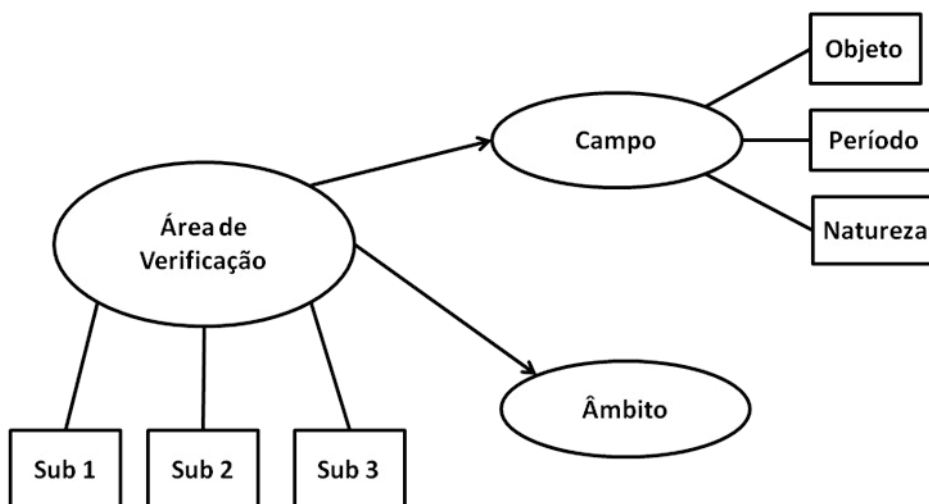 Objeto
Campo
Período
Natureza
Área de
Verificação
Âmbito
Sub 1
Sub 2
Sub 3